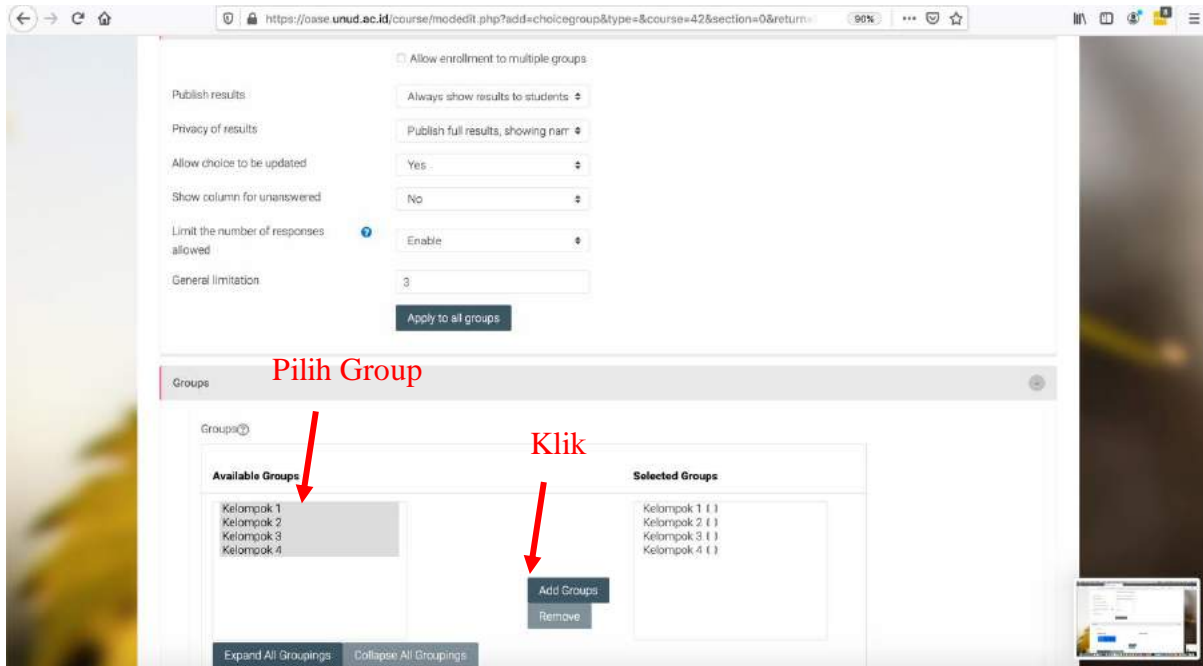 https://oase.unud.ac.id/course/modedit.php?add=choicegroup&type=&course=42&section=0&return=
90%
Allow enrollment to multiple groups
Publish results
Always show results to students
Privacy of results
Publish full results, showing nam
Allow choice to be updated
Yes
Show column for unanswered
No
Limit the number of responses allowed
Enable
General limitation
3
Apply to all groups
Pilih Group
Groups
Groups
Klik
Available Groups
Selected Groups
Kelompok 1
Kelompok 2
Kelompok 3
Kelompok 4
Kelompok 1 ( )
Kelompok 2 ( )
Kelompok 3 ( )
Kelompok 4 ( )
Add Groups
Remove
Expand All Groupings
Collapse All Groupings